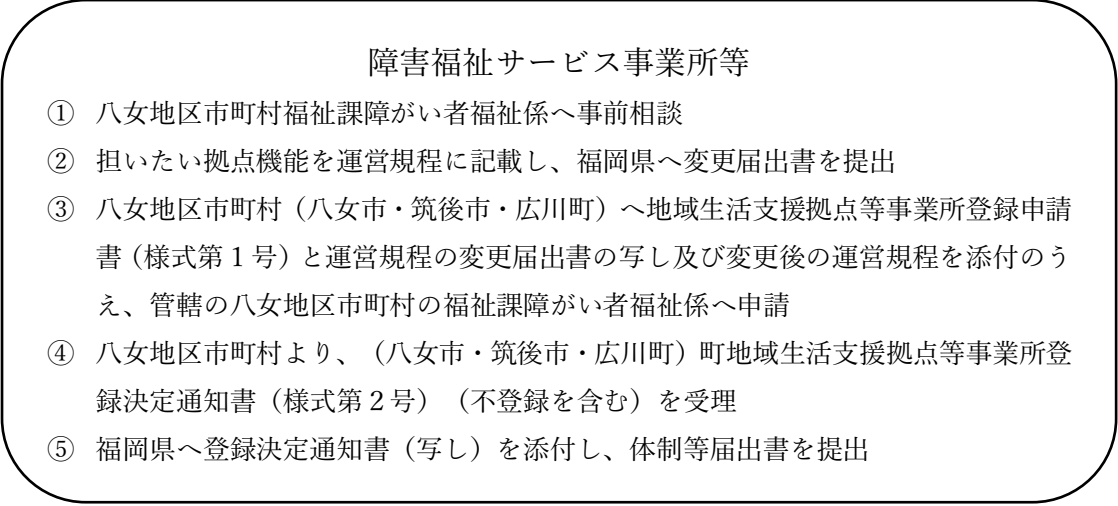 障害福祉サービス事業所等
① 八女地区市町村福祉課障がい者福祉係へ事前相談
② 担いたい拠点機能を運営規程に記載し、福岡県へ変更届出書を提出
③ 八女地区市町村（八女市・筑後市・広川町）へ地域生活支援拠点等事業所登録申請
書（様式第１号）と運営規程の変更届出書の写し及び変更後の運営規程を添付のう
え、管轄の八女地区市町村の福祉課障がい者福祉係へ申請
④ 八女地区市町村より、（八女市・筑後市・広川町）町地域生活支援拠点等事業所登
録決定通知書（様式第２号）（不登録を含む）を受理
⑤ 福岡県へ登録決定通知書（写し）を添付し、体制等届出書を提出